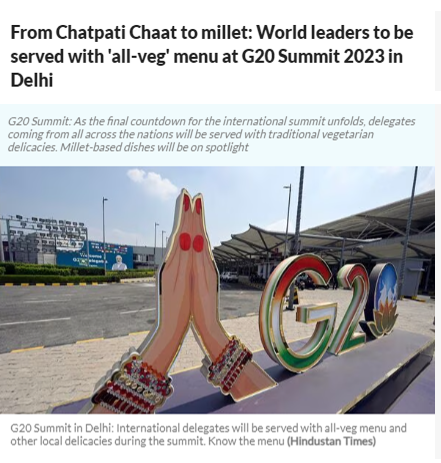 From Chatpati Chaat to millet: World leaders to be
served with 'all-veg' menu at G20 Summit 2023 in
Delhi
G20 Summit: As the final countdown for the international summit unfolds, delegates
coming from all across the nations will be served with traditional vegetarian
delicacies. Millet-based dishes will be on spotlight
G20
G20 Summit in Delhi: International delegates will be served with all-veg menu and
other local delicacies during the summit. Know the menu (Hindustan Times)